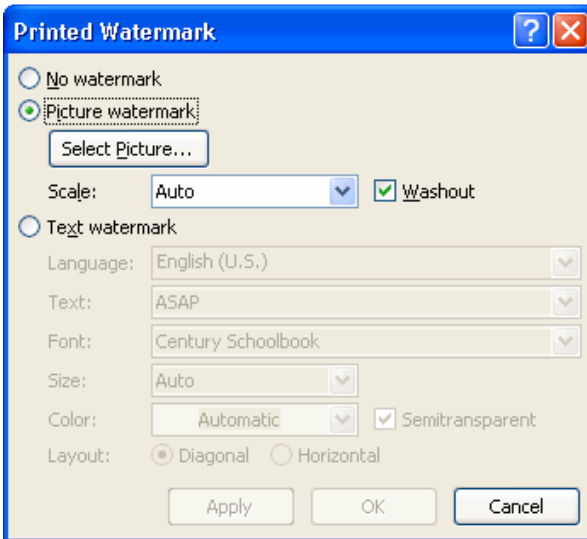 Printed Watermark
No watermark
Picture watermark
Select Picture...
Scale: Auto Washout
Text watermark
Language: English (U.S.)
Text: ASAP
Font: Century Schoolbook
Size: Auto
Color: Automatic Semitransparent
Layout: Diagonal Horizontal
Apply OK Cancel